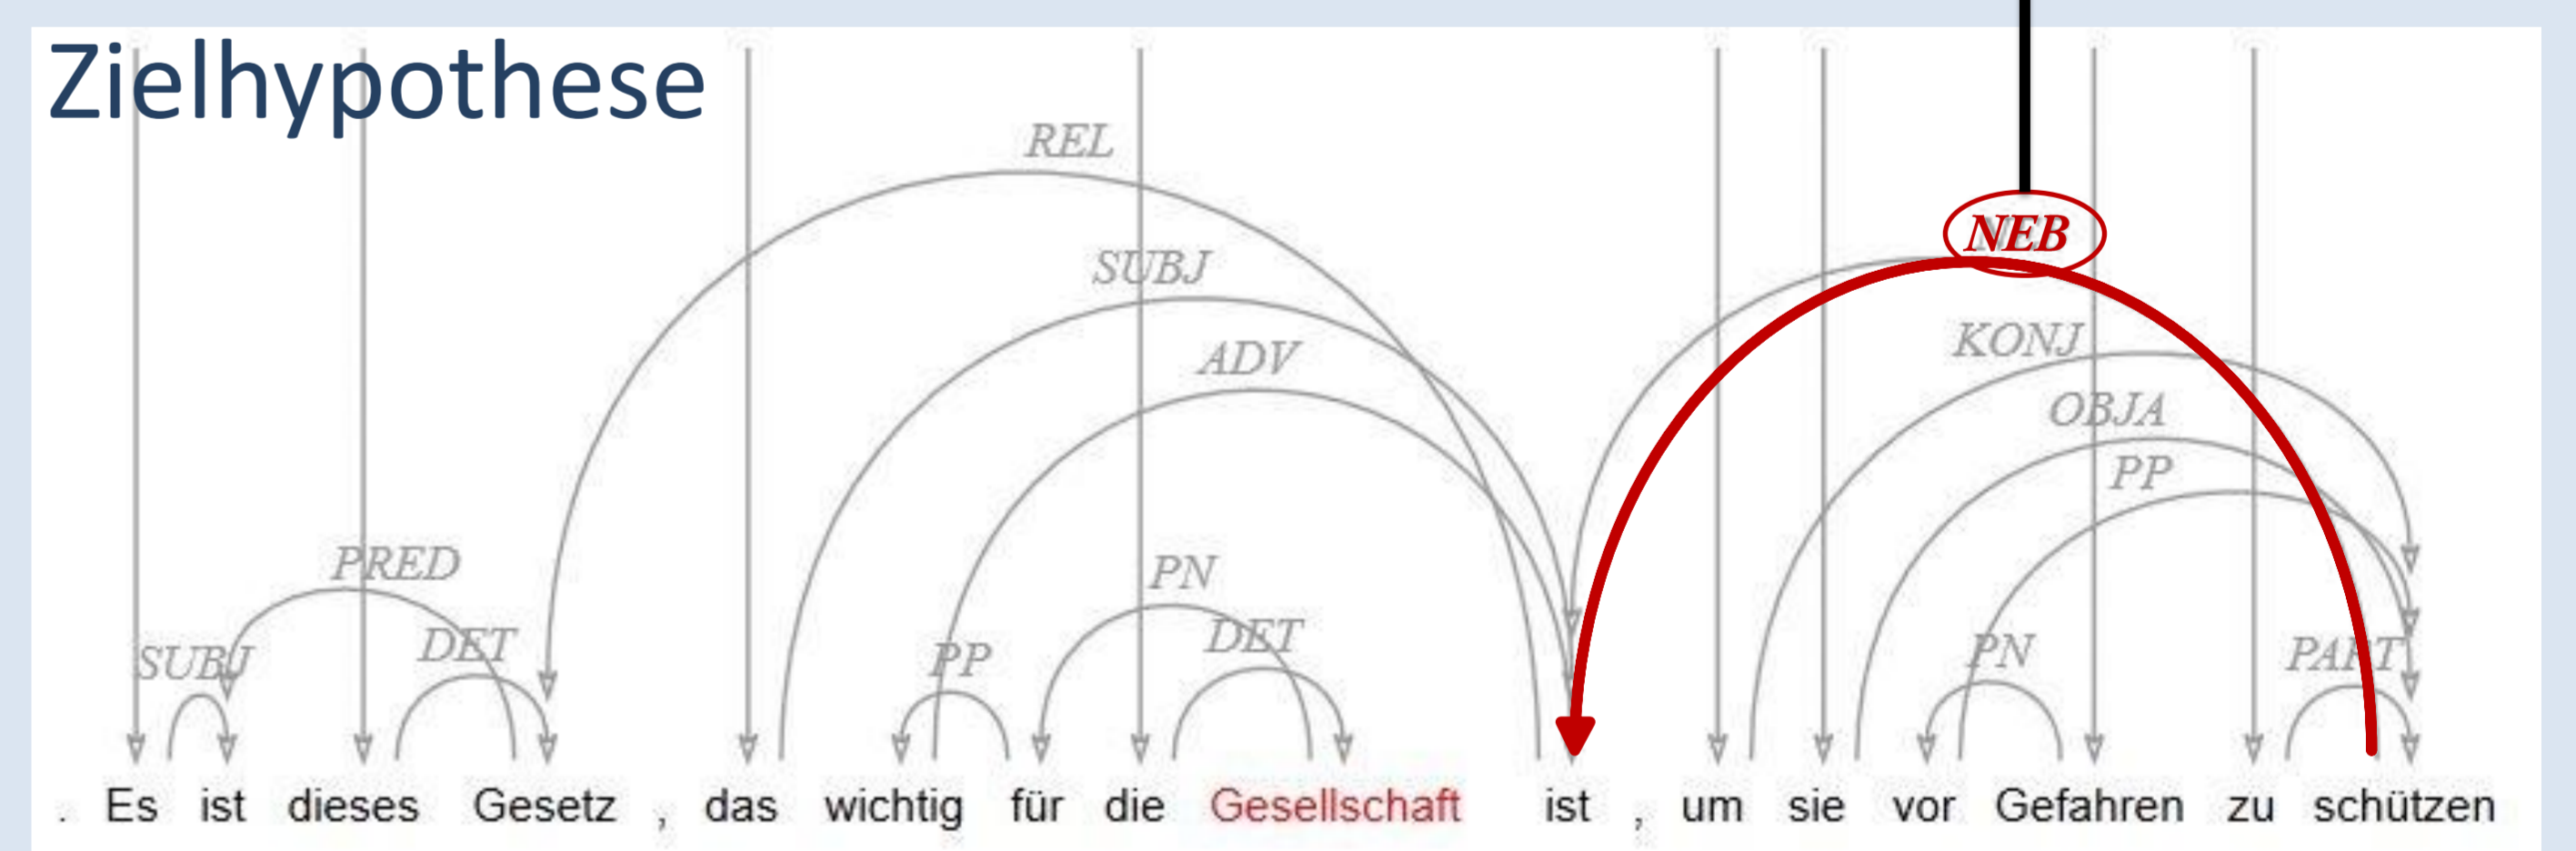 Zielhypothese
REL
NEB
SUBJ
KONJ
ADV
OBJA
PP
PRED
PN
SUBJ
DET
PP
DET
PN
PART
. Es ist dieses Gesetz , das wichtig für die Gesellschaft ist , um sie vor Gefahren zu schützen